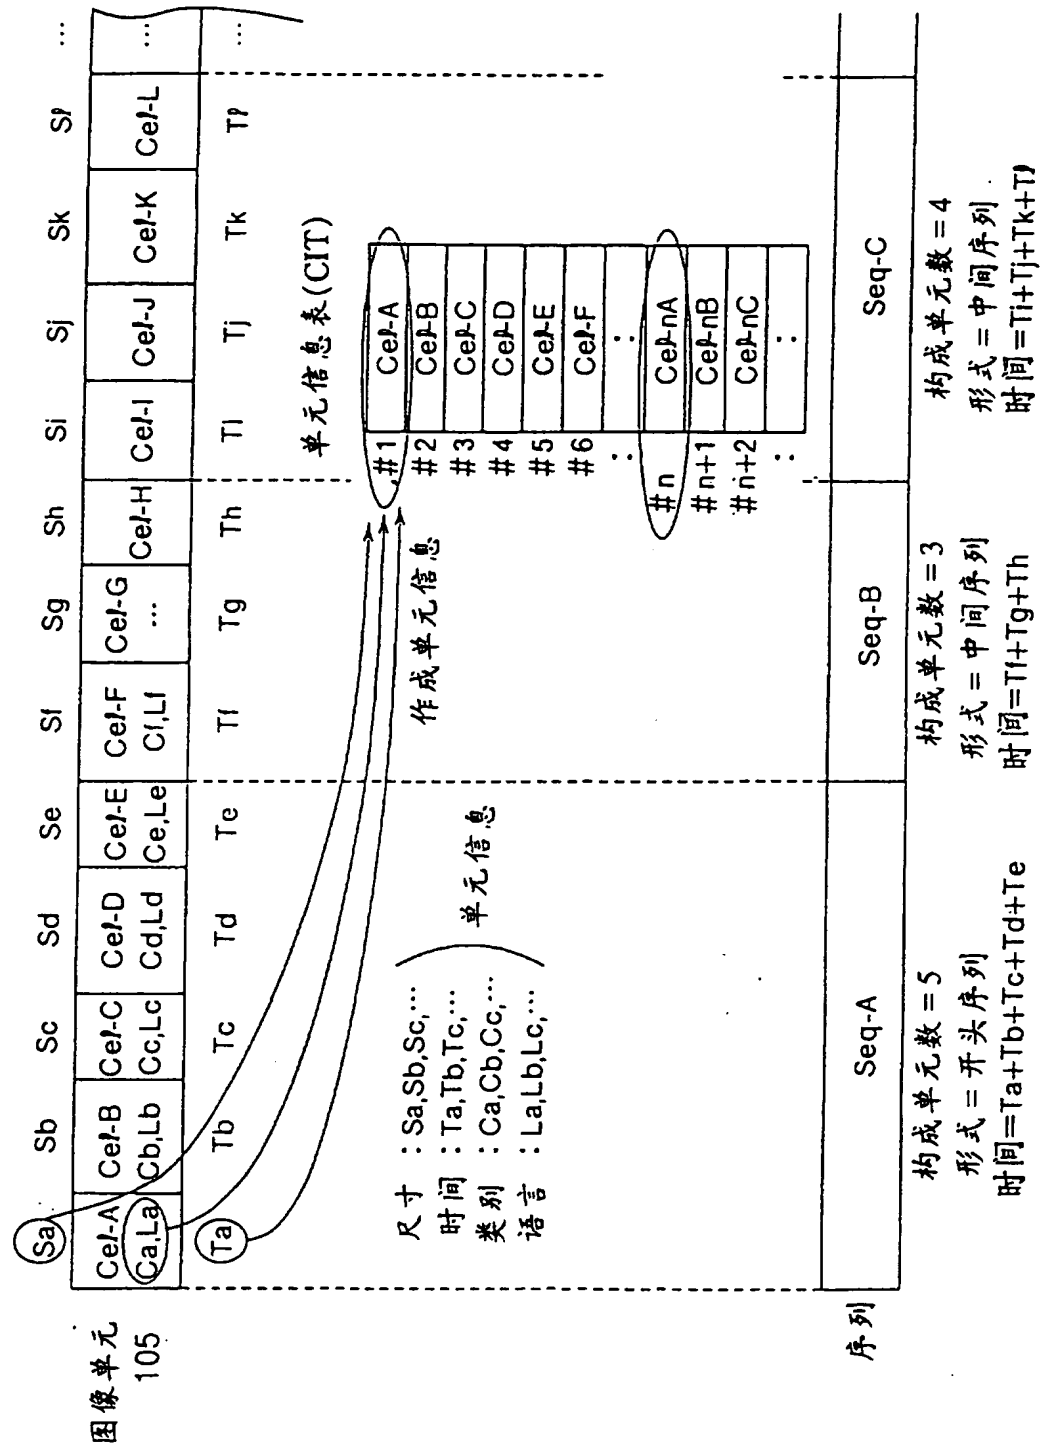 Sa Sb Sc Sd Se Sf Sg Sh Si Sj Sk Sl ...
图像单元
105
Cel-A Cel-B Cel-C Cel-D Cel-E Cel-F Cel-G Cel-H Cel-I Cel-J Cel-K Cel-L ...
Ca,La Cb,Lb Cc,Lc Cd,Ld Ce,Le Cf,Lf ...
Ta Tb Tc Td Te Tf Tg Th Ti Tj Tk Tl ...
单元信息表(CIT)
#1 Cel-A
#2 Cel-B
#3 Cel-C
#4 Cel-D
#5 Cel-E
#6 Cel-F
: :
#n Cel-nA
#n+1 Cel-nB
#n+2 Cel-nC
: :
作成单元信息
尺寸 :Sa,Sb,Sc,...
时间 :Ta,Tb,Tc,...
类别 :Ca,Cb,Cc,...
语言 :La,Lb,Lc,...
单元信息
序列
Seq-A Seq-B Seq-C
构成单元数=5
形式=开头序列
时间=Ta+Tb+Tc+Td+Te
构成单元数=3
形式=中间序列
时间=Tf+Tg+Th
构成单元数=4
形式=中间序列
时间=Ti+Tj+Tk+Tl